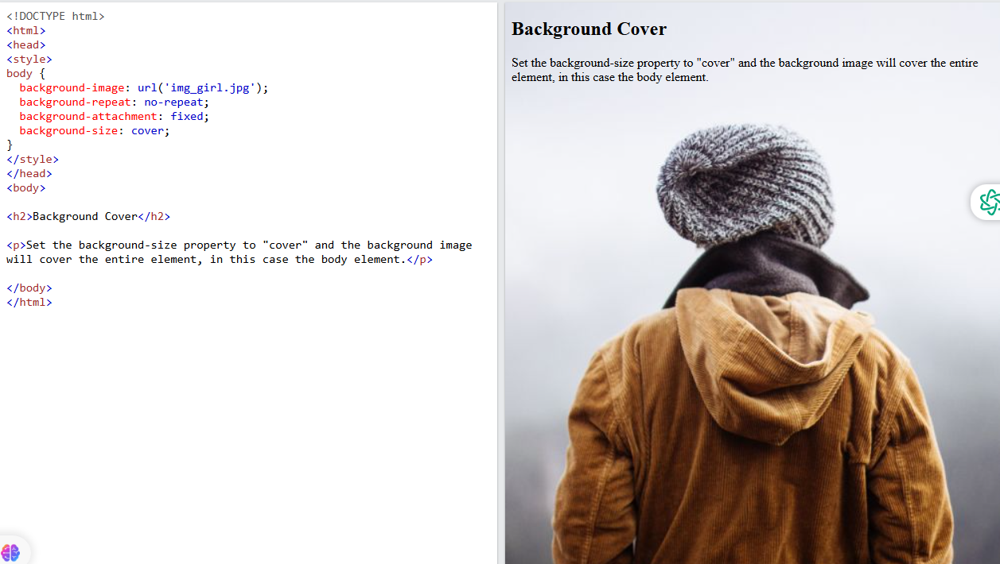 <!DOCTYPE html>
<html>
<head>
<style>
body {
  background-image: url('img_girl.jpg');
  background-repeat: no-repeat;
  background-attachment: fixed;
  background-size: cover;
}
</style>
</head>
<body>
<h2>Background Cover</h2>
<p>Set the background-size property to "cover" and the background image
will cover the entire element, in this case the body element.</p>
</body>
</html>
Background Cover
Set the background-size property to "cover" and the background image will cover the entire
element, in this case the body element.